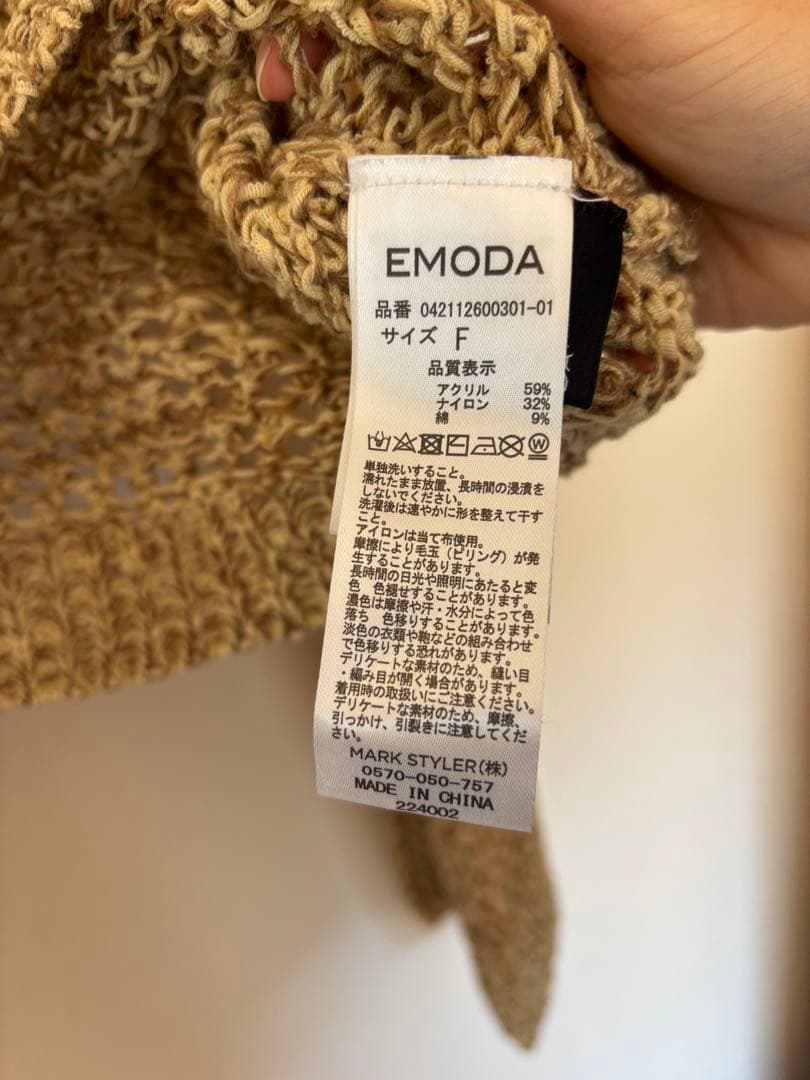 EMODA
品番 042112600301-01
サイズ F
品質表示
アクリル 59%
ナイロン 32%
綿 9%
単独洗いすること。
濡れたまま放置、長時間の浸漬を
しないでください。
洗濯後は速やかに形を整えて干す
こと。
アイロンは当て布使用。
摩擦により毛玉（ピリング）が発
生することがあります。
長時間の日光や照明にあたると変
色 色褪せすることがあります。
濃色は摩擦や汗・水分によって色
落ち 色移りすることがあります。
淡色の衣類や鞄などの組み合わせ
で色移りする恐れがあります。
デリケートな素材のため、縫い目
・編み目が開く場合があります。
着用時の取扱いにご注意ください。
デリケートな素材のため、摩擦、
引っかけ、引裂きに注意してくだ
さい。
MARK STYLER(株)
0570-050-757
MADE IN CHINA
224002